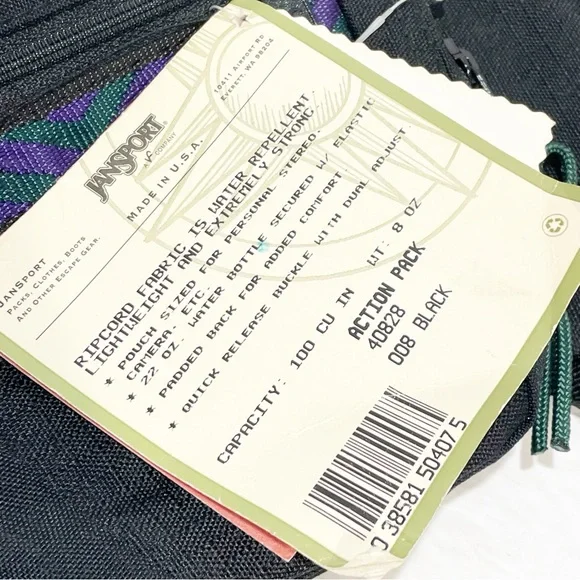 10411 AIRPORT RD
EVERETT, WA 98204
JANSPORT
COMPANY
MADE IN U.S.A.
JANSPORT
PACKS, CLOTHES, BOOTS
AND OTHER ESCAPE GEAR.
RIPCORD FABRIC IS WATER REPELLENT,
LIGHTWEIGHT AND EXTREMELY STRONG.
* POUCH SIZED FOR PERSONAL STEREO,
CAMERA, ETC.
* 22 OZ. WATER BOTTLE SECURED W/ ELASTIC
* PADDED BACK FOR ADDED COMFORT
* QUICK RELEASE BUCKLE WITH DUAL ADJUST.
CAPACITY: 100 CU IN WT: 8 OZ
ACTION PACK
40828
008 BLACK
0 38581 50407 5